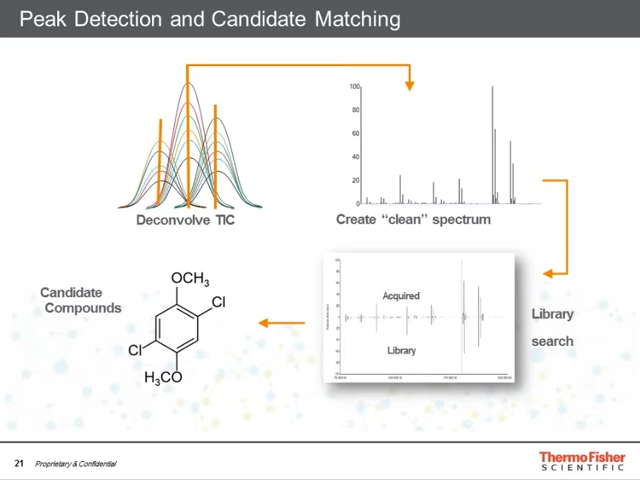 Peak Detection and Candidate Matching
100
80
60
40
20
0
Deconvolve TIC
Create “clean” spectrum
Candidate
Compounds
OCH3
Cl
Cl
H3CO
Acquired
Library
Library
search
21 Proprietary & Confidential
ThermoFisher
SCIENTIFIC